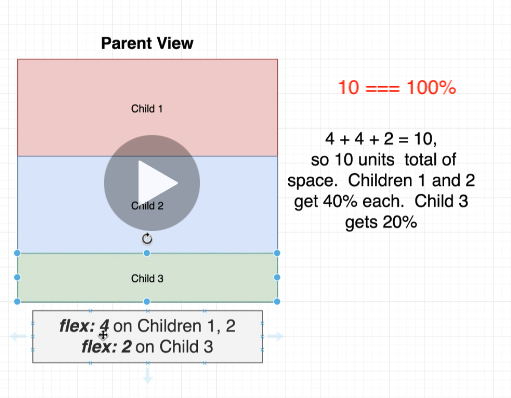 Parent View
Child 1
10 === 100%
4 + 4 + 2 = 10,
so 10 units total of
space. Children 1 and 2
get 40% each. Child 3
gets 20%
Child 2
Child 3
flex: 4 on Children 1, 2
flex: 2 on Child 3